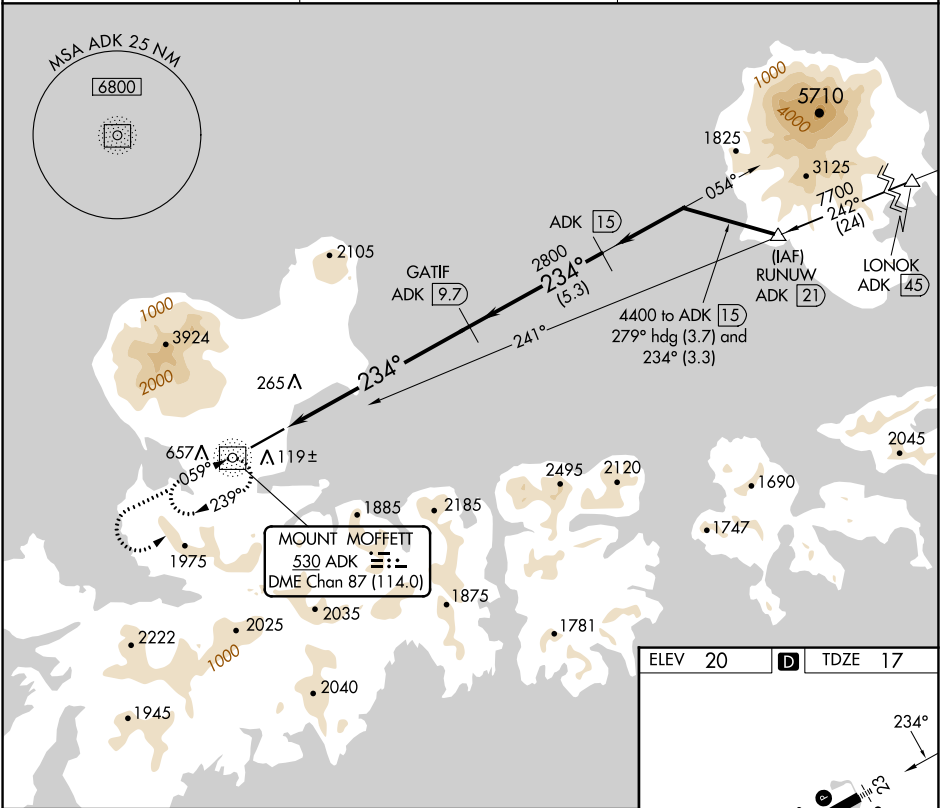 MSA ADK 25 NM
6800
1000
5710
4000
1825
3125
054°
7700
242°
(24)
ADK 15
2800
234°
(5.3)
(IAF)
RUNUW
ADK 21
LONOK
ADK 45
2105
GATIF
ADK 9.7
1000
3924
2000
241°
4400 to ADK 15
279° hdg (3.7) and
234° (3.3)
265
234°
657
119±
059°
239°
2045
2495
2120
1690
1885
2185
1747
MOUNT MOFFETT
530 ADK
DME Chan 87 (114.0)
1975
1875
2035
2025
2222
1000
1781
2040
1945
ELEV 20
D
TDZE 17
234°
P
23